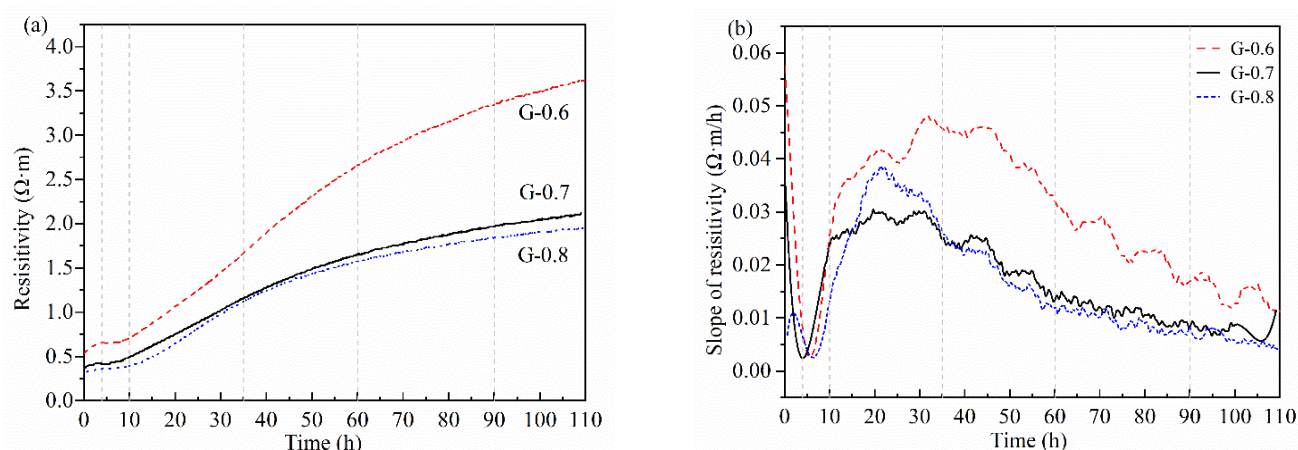 (a)
4.0
3.5
3.0
2.5
2.0
1.5
1.0
0.5
0.0
Resisitivity (Ω·m)
G-0.6
G-0.7
G-0.8
0 10 20 30 40 50 60 70 80 90 100 110
Time (h)
(b)
0.06
0.05
0.04
0.03
0.02
0.01
0.00
Slope of ressitivity (Ω·m/h)
G-0.6
G-0.7
G-0.8
0 10 20 30 40 50 60 70 80 90 100 110
Time (h)